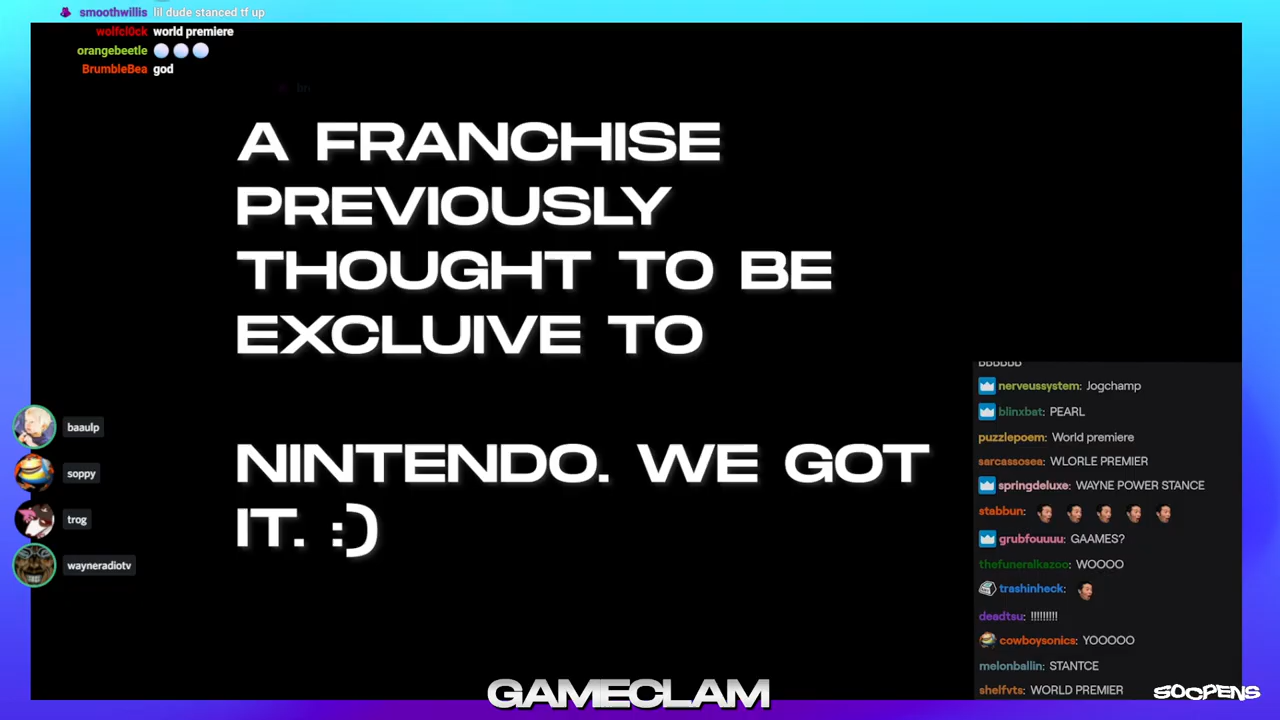 smoothwillis lil dude stanced tf up
wolfcl0ck world premiere
orangebeetle
BrumbleBea god
A FRANCHISE
PREVIOUSLY
THOUGHT TO BE
EXCLUIVE TO
NINTENDO. WE GOT
IT. :)
baaulp
soppy
trog
wayneradiotv
nerveussystem: Jogchamp
blinxbat: PEARL
puzzlepoem: World premiere
sarcassosea: WLORLE PREMIER
springdeluxe: WAYNE POWER STANCE
stabbun:
grubfouuuu: GAAMES?
thefuneralkazoo: WOOOO
trashinheck:
deadtsu: !!!!!!!!!
cowboysonics: YOOOOO
melonballin: STANTCE
shelfvts: WORLD PREMIER
GAMECLAM
SOCPENS